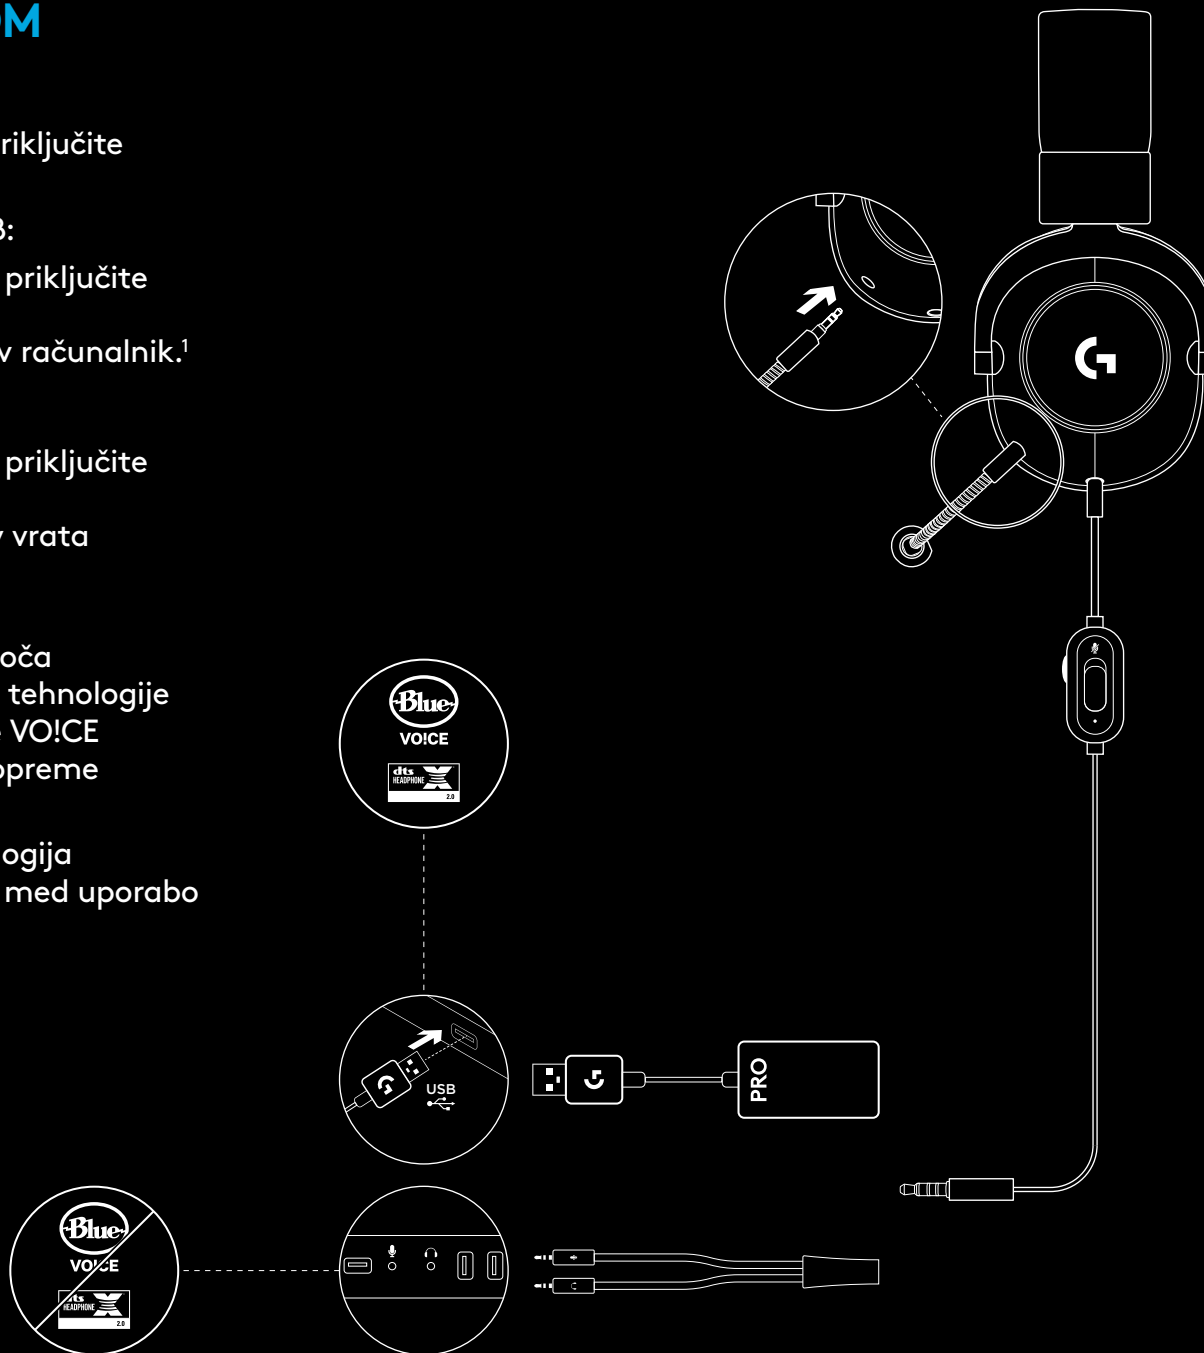 OM
riključite
B:
priključite
v računalnik.¹
priključite
v vrata
oča
tehnologije
e VO!CE
opreme
ogija
med uporabo
Blue
VO!CE
dts
HEADPHONE X
2.0
USB
PRO
Blue
VO!CE
dts
HEADPHONE X
2.0